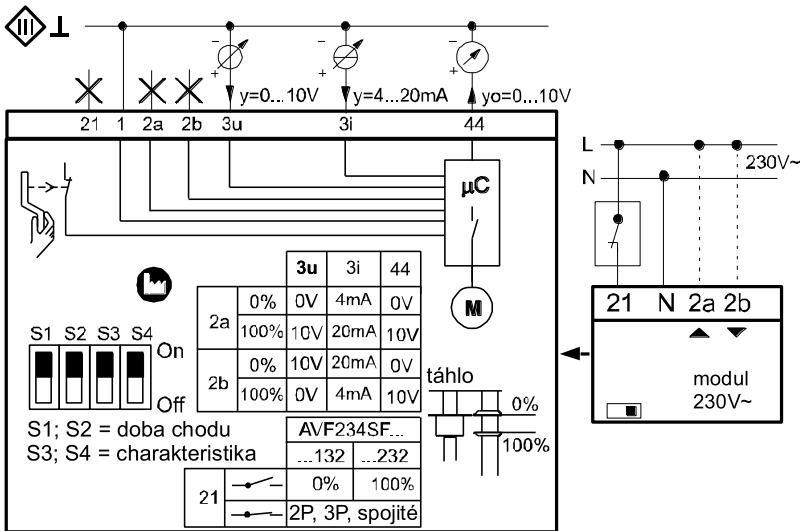 III ⊥
− − −
+ + +
y=0...10V y=4...20mA yo=0...10V
21 1 2a 2b 3u 3i 44
L
N
230V~
µC
M
21 N 2a 2b
modul
230V~
3u 3i 44
2a 0% 0V 4mA 0V
100% 10V 20mA 10V
2b 0% 10V 20mA 0V
100% 0V 4mA 10V
S1 S2 S3 S4
On
Off
S1; S2 = doba chodu
S3; S4 = charakteristika
táhlo
0%
100%
AVF234SF...
...132 ...232
21 0% 100%
2P, 3P, spojité